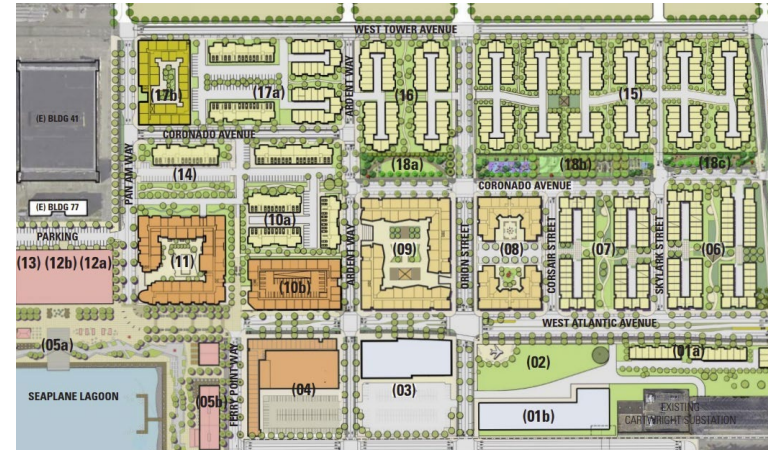 WEST TOWER AVENUE
(E) BLDG 41
(17b)
(17a)
ARDENT WAY
(16)
(15)
CORONADO AVENUE
PAN AM WAY
(14)
(18a)
(18b)
(18c)
CORONADO AVENUE
(E) BLDG 77
PARKING
(13) (12b) (12a)
(11)
(10a)
(10b)
ARDENT WAY
(09)
ORION STREET
(08)
CORSAIR STREET
(07)
SKYLARK STREET
(06)
WEST ATLANTIC AVENUE
(05a)
SEAPLANE LAGOON
(05b)
FERRY POINT WAY
(04)
(03)
(02)
(01a)
(01b)
EXISTING
CARTWRIGHT SUBSTATION